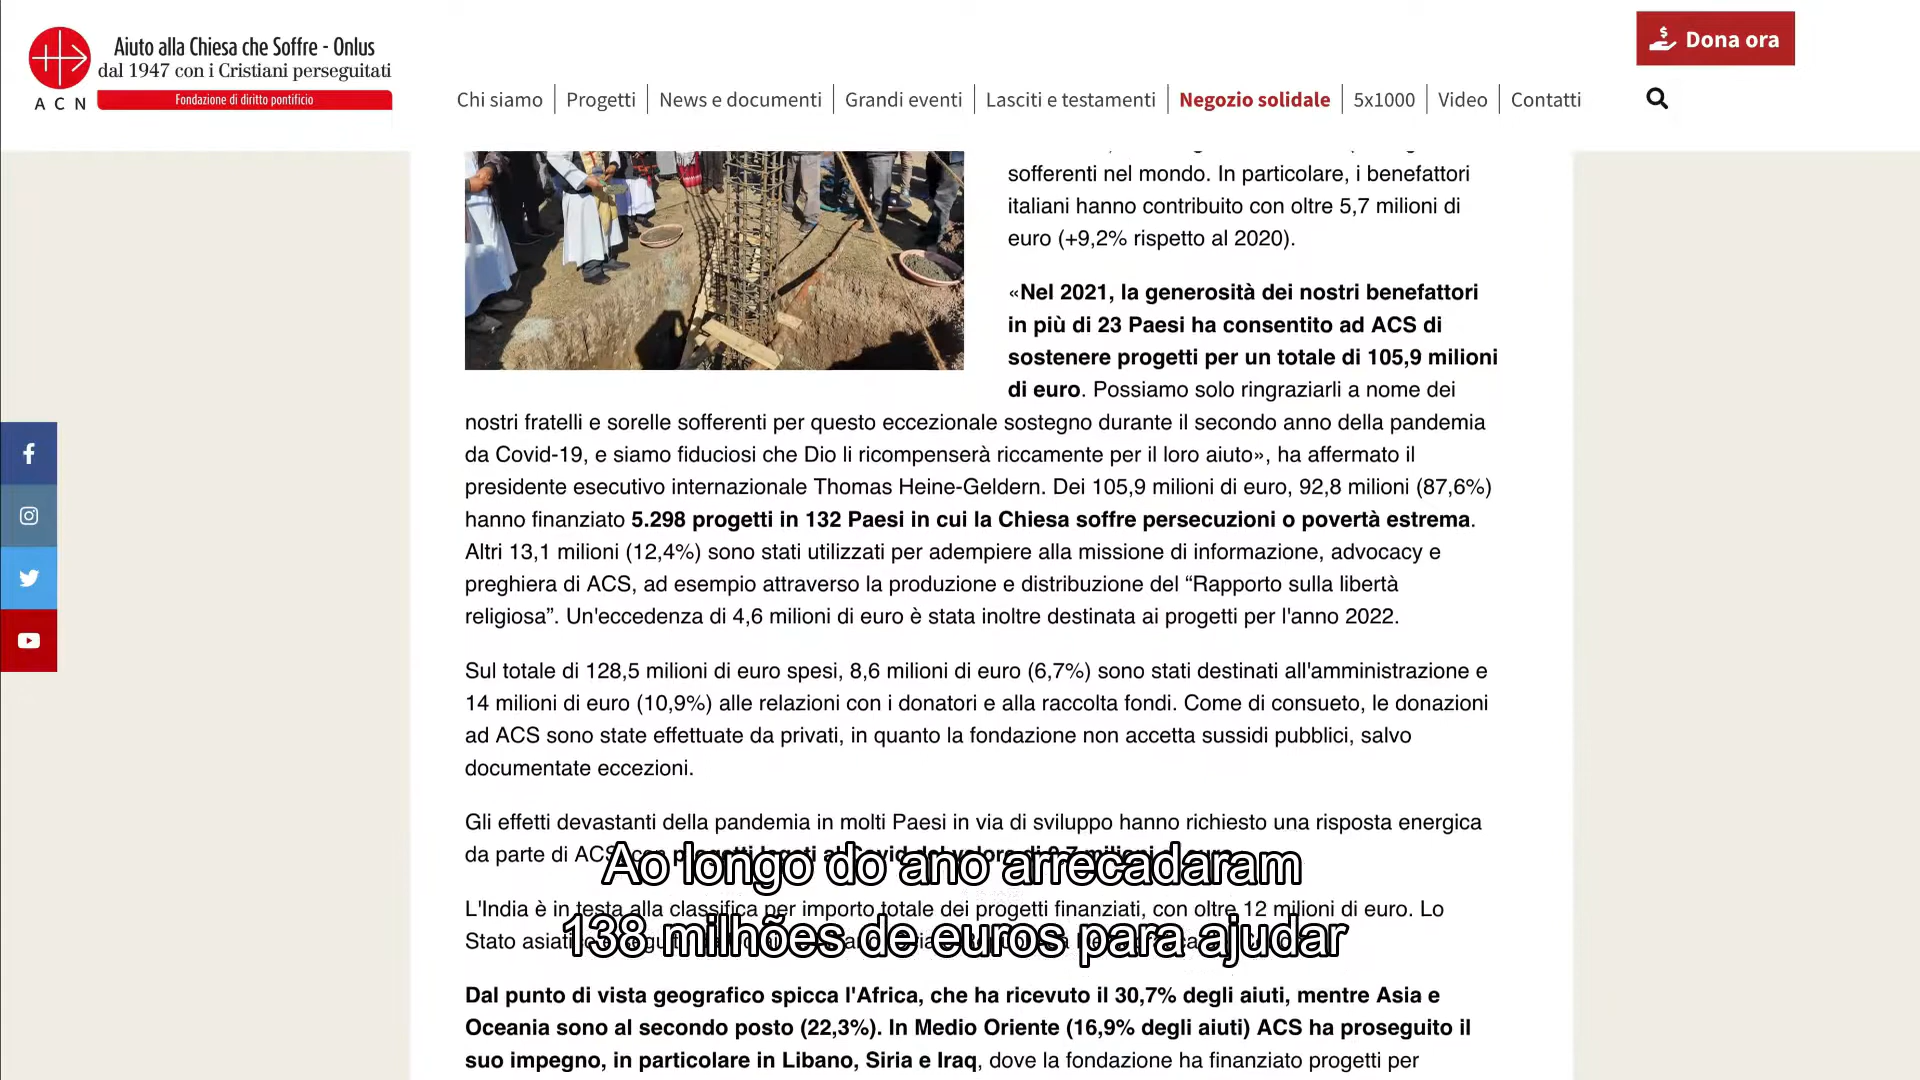 Aiuto alla Chiesa che Soffre - Onlus
dal 1947 con i Cristiani perseguitati
A C N
Fondazione di diritto pontificio
Dona ora
Chi siamo
Progetti
News e documenti
Grandi eventi
Lasciti e testamenti
Negozio solidale
5x1000
Video
Contatti
sofferenti nel mondo. In particolare, i benefattori
italiani hanno contribuito con oltre 5,7 milioni di
euro (+9,2% rispetto al 2020).
«Nel 2021, la generosità dei nostri benefattori
in più di 23 Paesi ha consentito ad ACS di
sostenere progetti per un totale di 105,9 milioni
di euro. Possiamo solo ringraziarli a nome dei
nostri fratelli e sorelle sofferenti per questo eccezionale sostegno durante il secondo anno della pandemia
da Covid-19, e siamo fiduciosi che Dio li ricompenserà riccamente per il loro aiuto», ha affermato il
presidente esecutivo internazionale Thomas Heine-Geldern. Dei 105,9 milioni di euro, 92,8 milioni (87,6%)
hanno finanziato 5.298 progetti in 132 Paesi in cui la Chiesa soffre persecuzioni o povertà estrema.
Altri 13,1 milioni (12,4%) sono stati utilizzati per adempiere alla missione di informazione, advocacy e
preghiera di ACS, ad esempio attraverso la produzione e distribuzione del “Rapporto sulla libertà
religiosa”. Un'eccedenza di 4,6 milioni di euro è stata inoltre destinata ai progetti per l'anno 2022.
Sul totale di 128,5 milioni di euro spesi, 8,6 milioni di euro (6,7%) sono stati destinati all'amministrazione e
14 milioni di euro (10,9%) alle relazioni con i donatori e alla raccolta fondi. Come di consueto, le donazioni
ad ACS sono state effettuate da privati, in quanto la fondazione non accetta sussidi pubblici, salvo
documentate eccezioni.
Gli effetti devastanti della pandemia in molti Paesi in via di sviluppo hanno richiesto una risposta energica
da parte di ACS
Ao longo do ano arrecadaram
L'India è in testa alla classifica per importo totale dei progetti finanziati, con oltre 12 milioni di euro. Lo
Stato
138 milhões de euros para ajudar
Dal punto di vista geografico spicca l'Africa, che ha ricevuto il 30,7% degli aiuti, mentre Asia e
Oceania sono al secondo posto (22,3%). In Medio Oriente (16,9% degli aiuti) ACS ha proseguito il
suo impegno, in particolare in Libano, Siria e Iraq, dove la fondazione ha finanziato progetti per